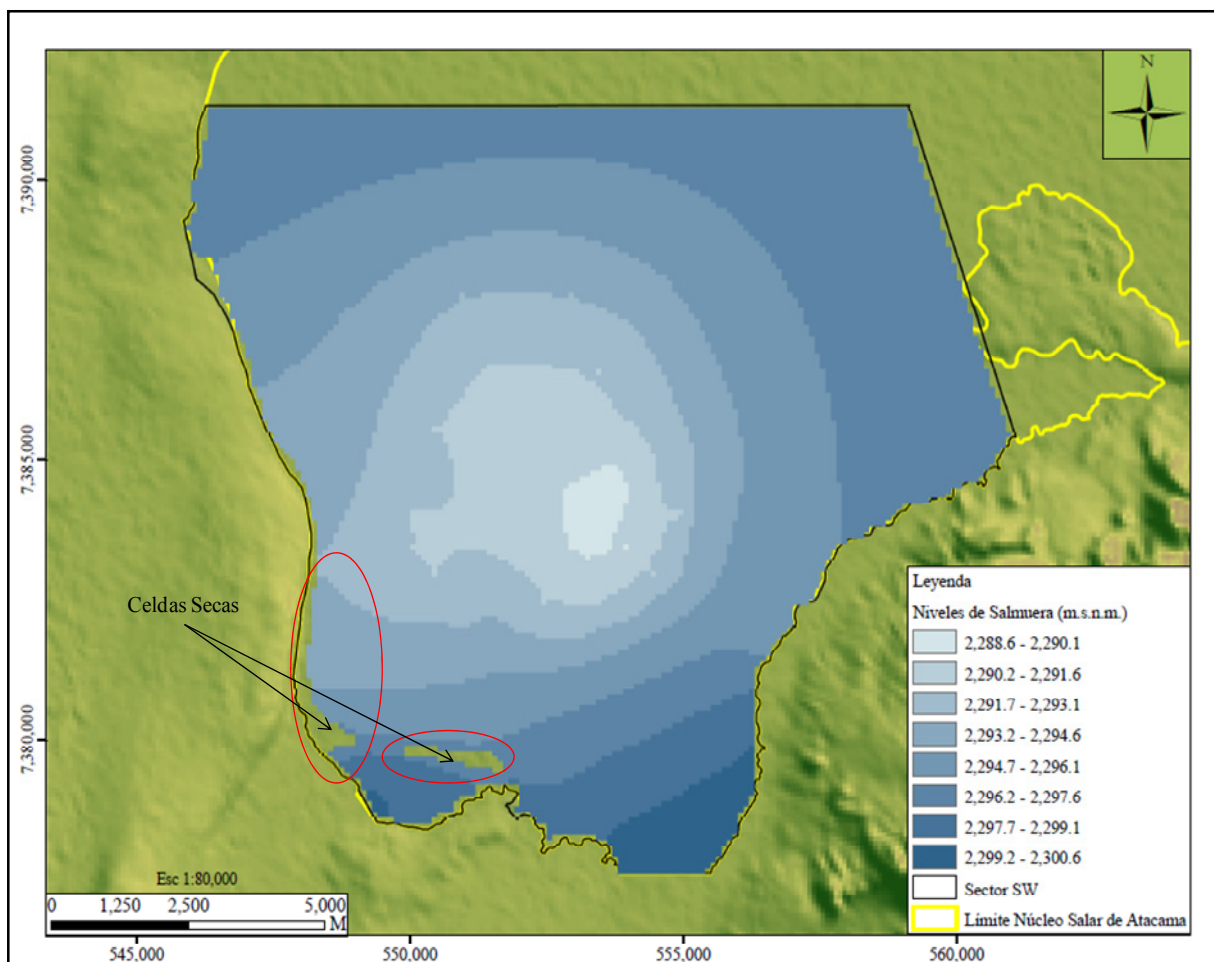 N
7,390,000
7,385,000
7,380,000
Celdas Secas
Leyenda
Niveles de Salmuera (m.s.n.m.)
2,288.6 - 2,290.1
2,290.2 - 2,291.6
2,291.7 - 2,293.1
2,293.2 - 2,294.6
2,294.7 - 2,296.1
2,296.2 - 2,297.6
2,297.7 - 2,299.1
2,299.2 - 2,300.6
Sector SW
Límite Núcleo Salar de Atacama
Esc 1:80,000
0 1,250 2,500 5,000
M
545,000 550,000 555,000 560,000